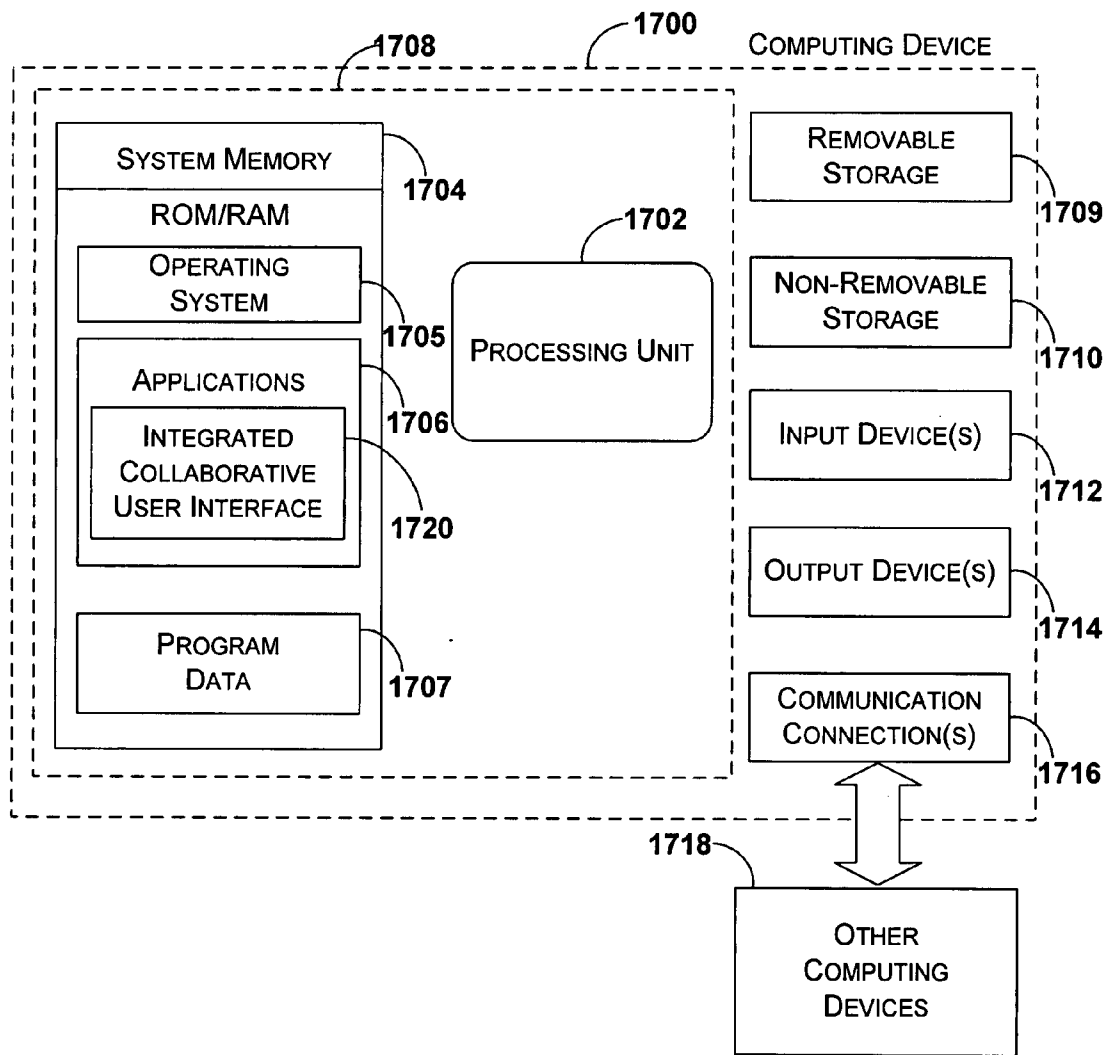 1700
COMPUTING DEVICE
1708
SYSTEM MEMORY
1704
ROM/RAM
OPERATING
SYSTEM
1705
APPLICATIONS
1706
INTEGRATED
COLLABORATIVE
USER INTERFACE
1720
PROGRAM
DATA
1707
1702
PROCESSING UNIT
REMOVABLE
STORAGE
1709
NON-REMOVABLE
STORAGE
1710
INPUT DEVICE(S)
1712
OUTPUT DEVICE(S)
1714
COMMUNICATION
CONNECTION(S)
1716
1718
OTHER
COMPUTING
DEVICES